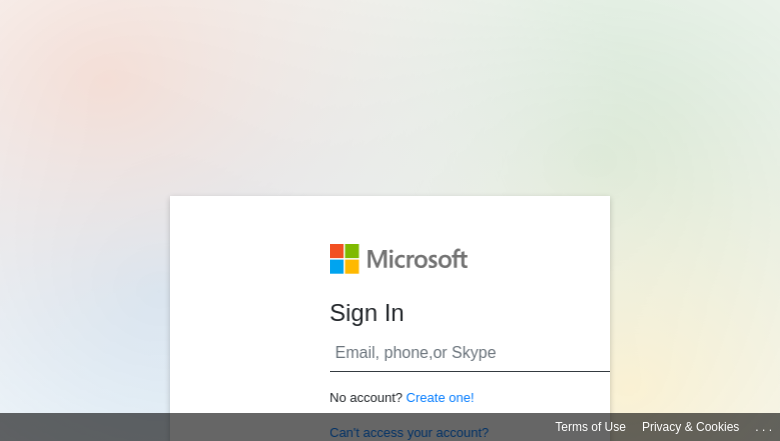 Microsoft
Sign In
Email, phone,or Skype
No account? Create one!
Can't access your account?
Terms of Use Privacy & Cookies . . .